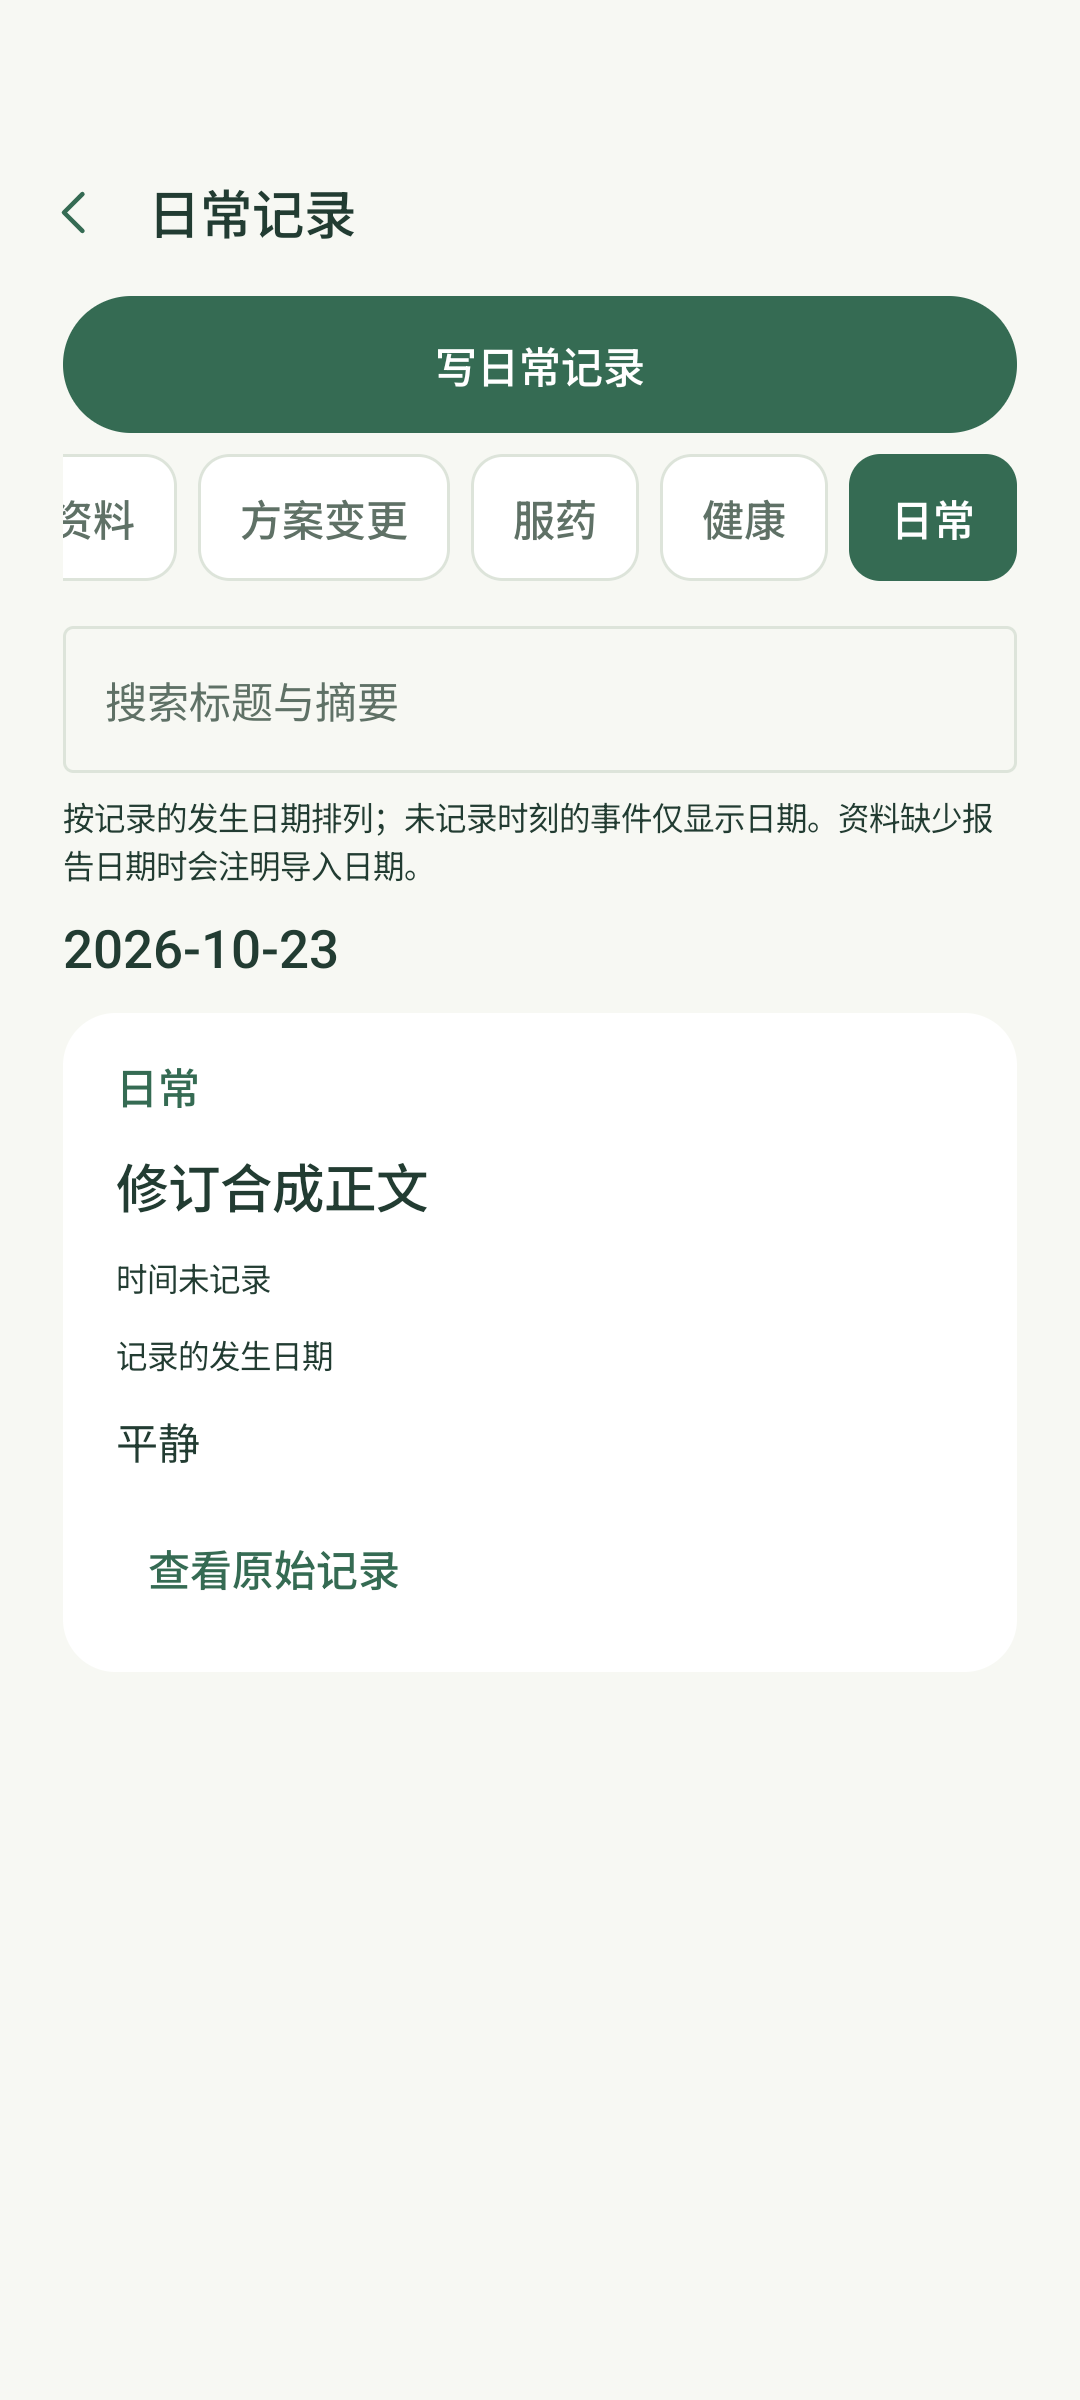 日常记录
写日常记录
资料 方案变更 服药 健康 日常
搜索标题与摘要
按记录的发生日期排列；未记录时刻的事件仅显示日期。资料缺少报
告日期时会注明导入日期。
2026-10-23
日常
修订合成正文
时间未记录
记录的发生日期
平静
查看原始记录